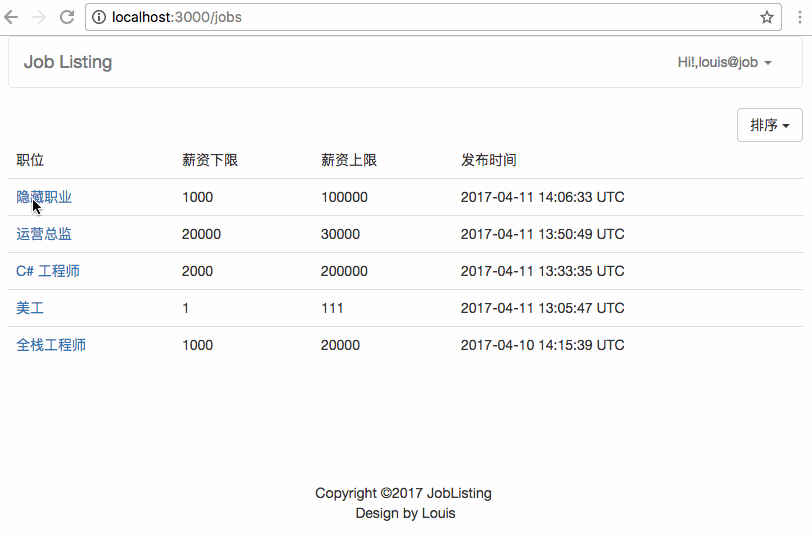 localhost:3000/jobs
Job Listing Hi!,louis@job
排序
职位 薪资下限 薪资上限 发布时间
隐藏职业 1000 100000 2017-04-11 14:06:33 UTC
运营总监 20000 30000 2017-04-11 13:50:49 UTC
C# 工程师 2000 200000 2017-04-11 13:33:35 UTC
美工 1 111 2017-04-11 13:05:47 UTC
全栈工程师 1000 20000 2017-04-10 14:15:39 UTC
Copyright ©2017 JobListing
Design by Louis